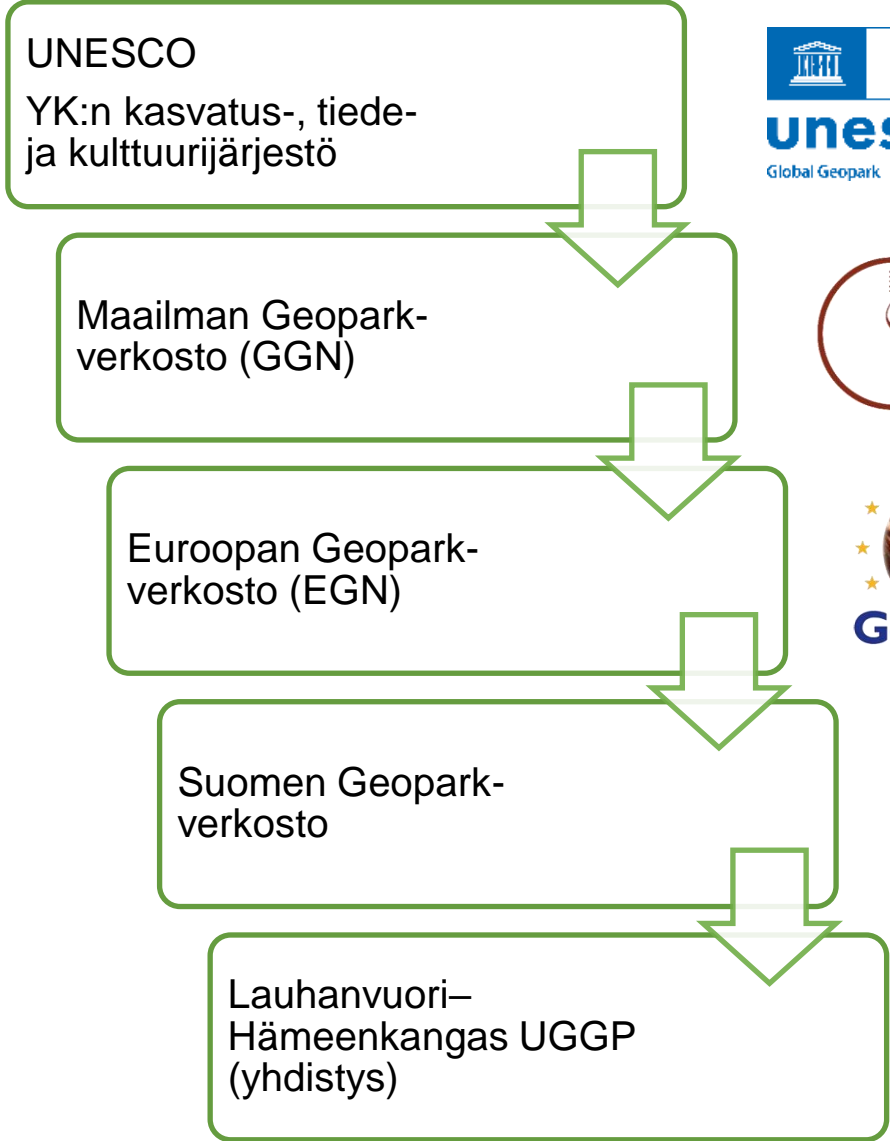 UNESCO
YK:n kasvatus-, tiede-
ja kulttuurijärjestö
Global Geopark
Maailman Geopark-
verkosto (GGN)
Euroopan Geopark-
verkosto (EGN)
Suomen Geopark-
verkosto
Lauhanvuori–
Hämeenkangas UGGP
(yhdistys)